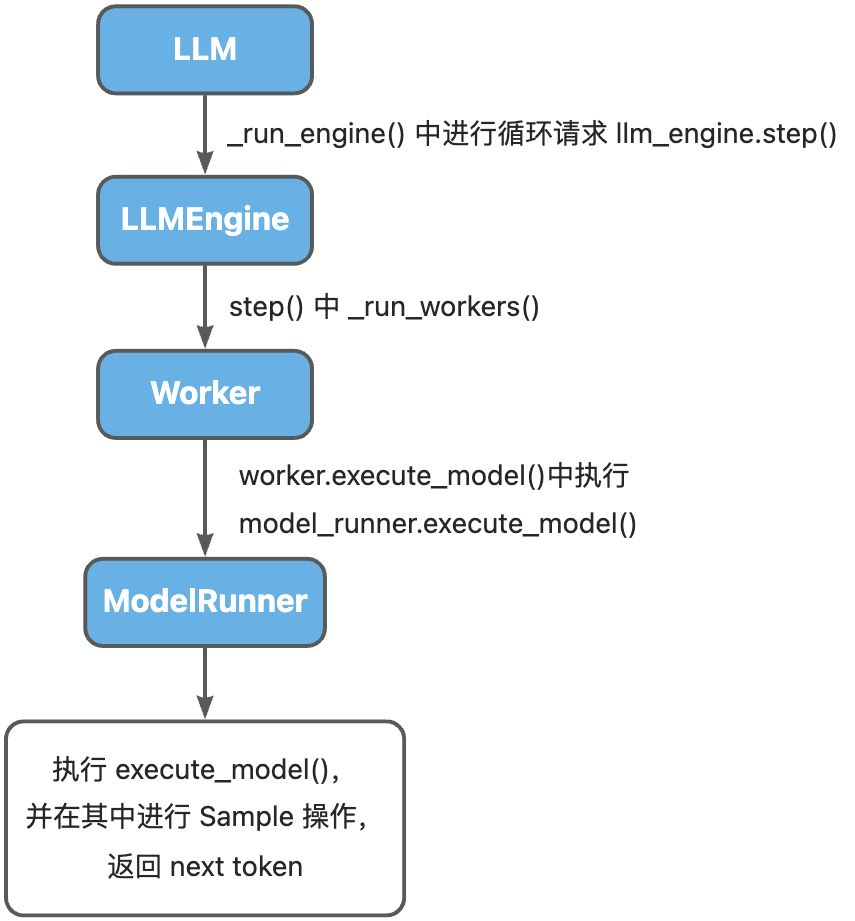 LLM
_run_engine() 中进行循环请求 llm_engine.step()
LLMEngine
step() 中 _run_workers()
Worker
worker.execute_model()中执行
model_runner.execute_model()
ModelRunner
执行 execute_model()，
并在其中进行 Sample 操作，
返回 next token